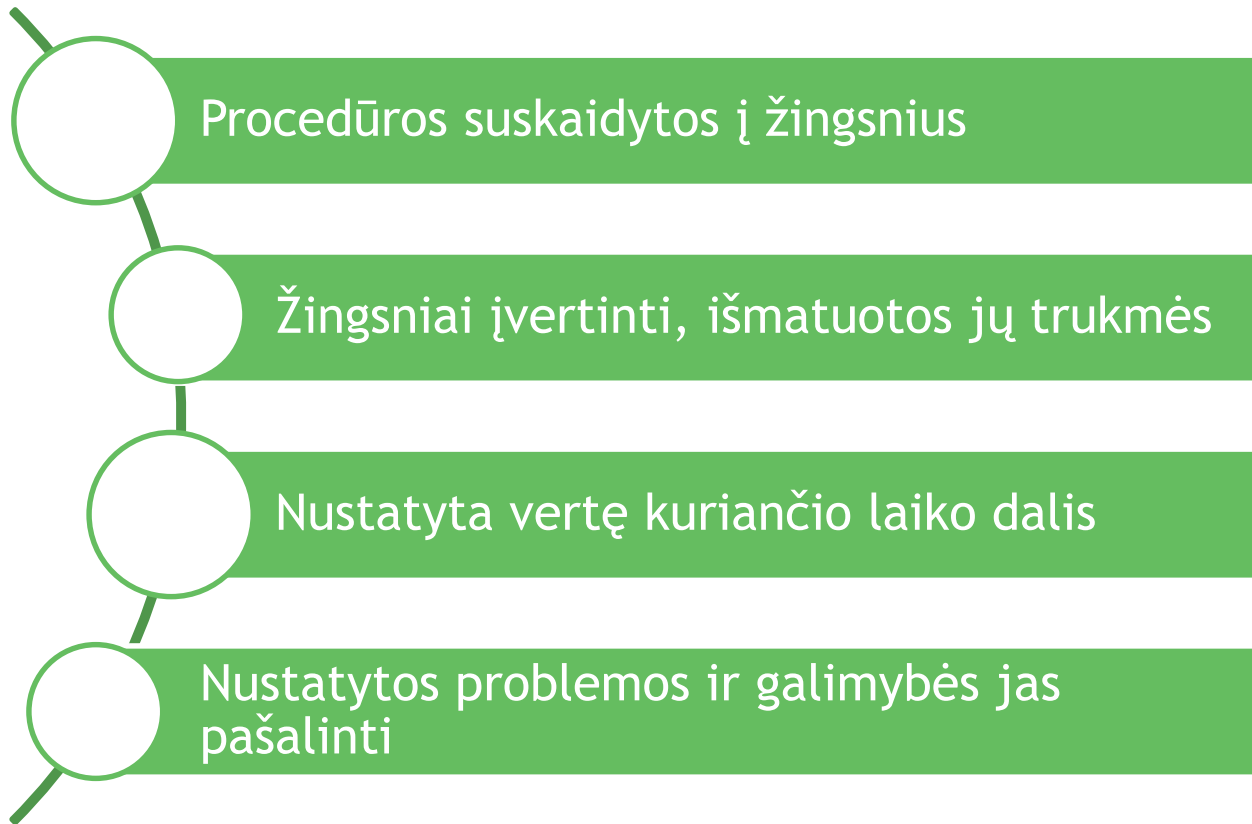 Procedūros suskaidytos į žingsnius
Žingsniai įvertinti, išmatuotos jų trukmės
Nustatyta vertę kuriančio laiko dalis
Nustatytos problemos ir galimybės jas
pašalinti